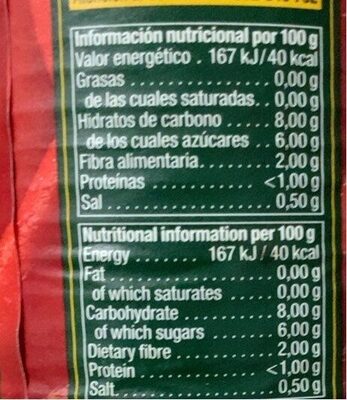 Información nutricional por 100 g
Valor energético . 167 kJ/40 kcal
Grasas .................. 0,00 g
de las cuales saturadas. . 0,00 g
Hidratos de carbono .... 8,00 g
de los cuales azúcares . . 6,00 g
Fibra alimentaria........ 2,00 g
Proteínas ............. <1,00 g
Sal .................... 0,50 g
Nutritional information per 100 g
Energy ........ 167 kJ / 40 kcal
Fat .................... 0,00 g
of which saturates ...... 0,00 g
Carbohydrate .......... 8,00 g
of which sugars ........ 6,00 g
Dietary fibre........... 2,00 g
Protein .............. <1,00 g
Salt.................... 0,50 g